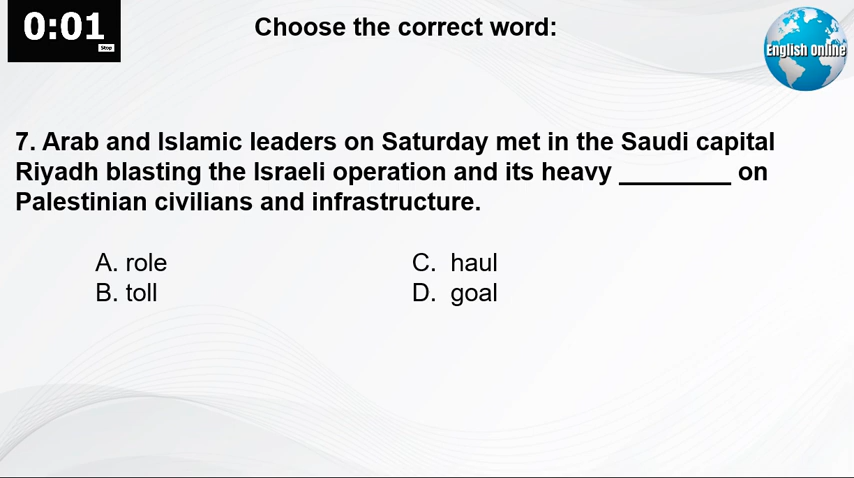 0:01
Stop
Choose the correct word:
English Online
7. Arab and Islamic leaders on Saturday met in the Saudi capital
Riyadh blasting the Israeli operation and its heavy ________ on
Palestinian civilians and infrastructure.
A. role
B. toll
C. haul
D. goal